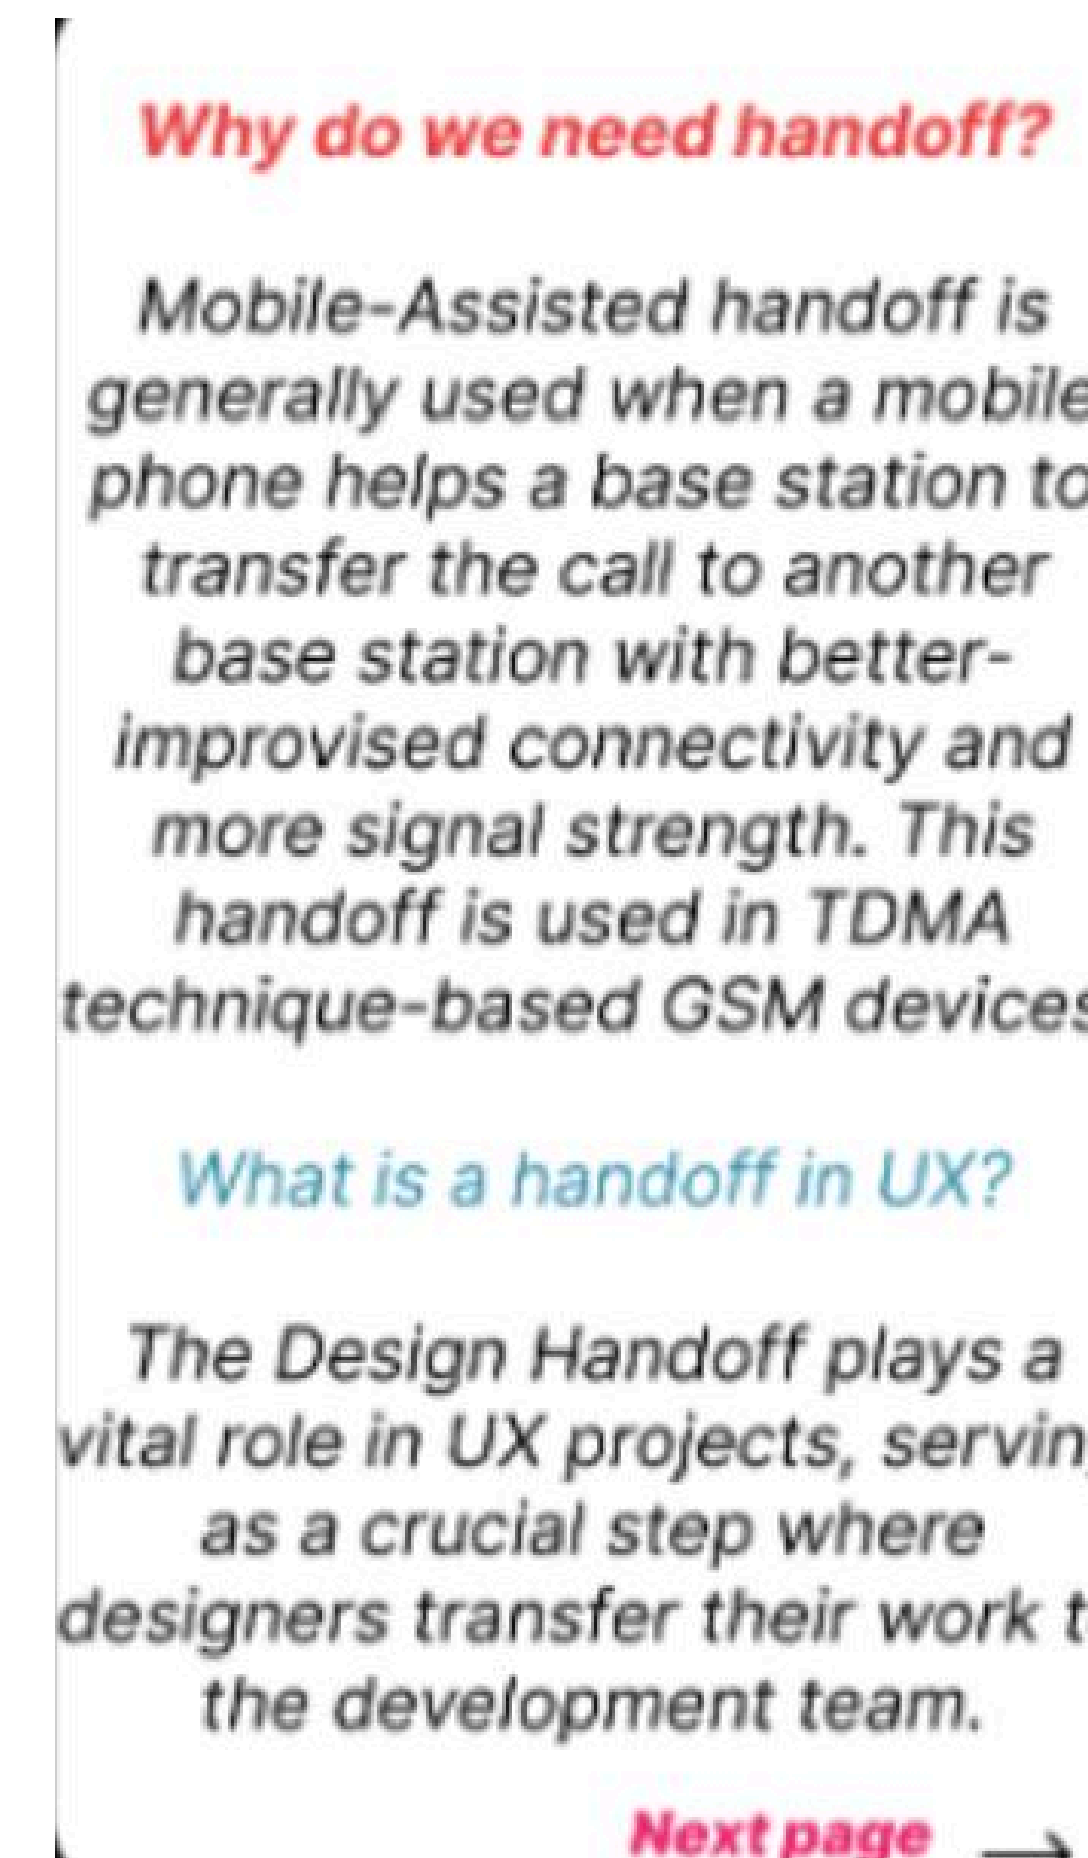 Why do we need handoff?
Mobile-Assisted handoff is
generally used when a mobile
phone helps a base station to
transfer the call to another
base station with better-
improvised connectivity and
more signal strength. This
handoff is used in TDMA
technique-based GSM devices
What is a handoff in UX?
The Design Handoff plays a
vital role in UX projects, servin
as a crucial step where
designers transfer their work t
the development team.
Next page →